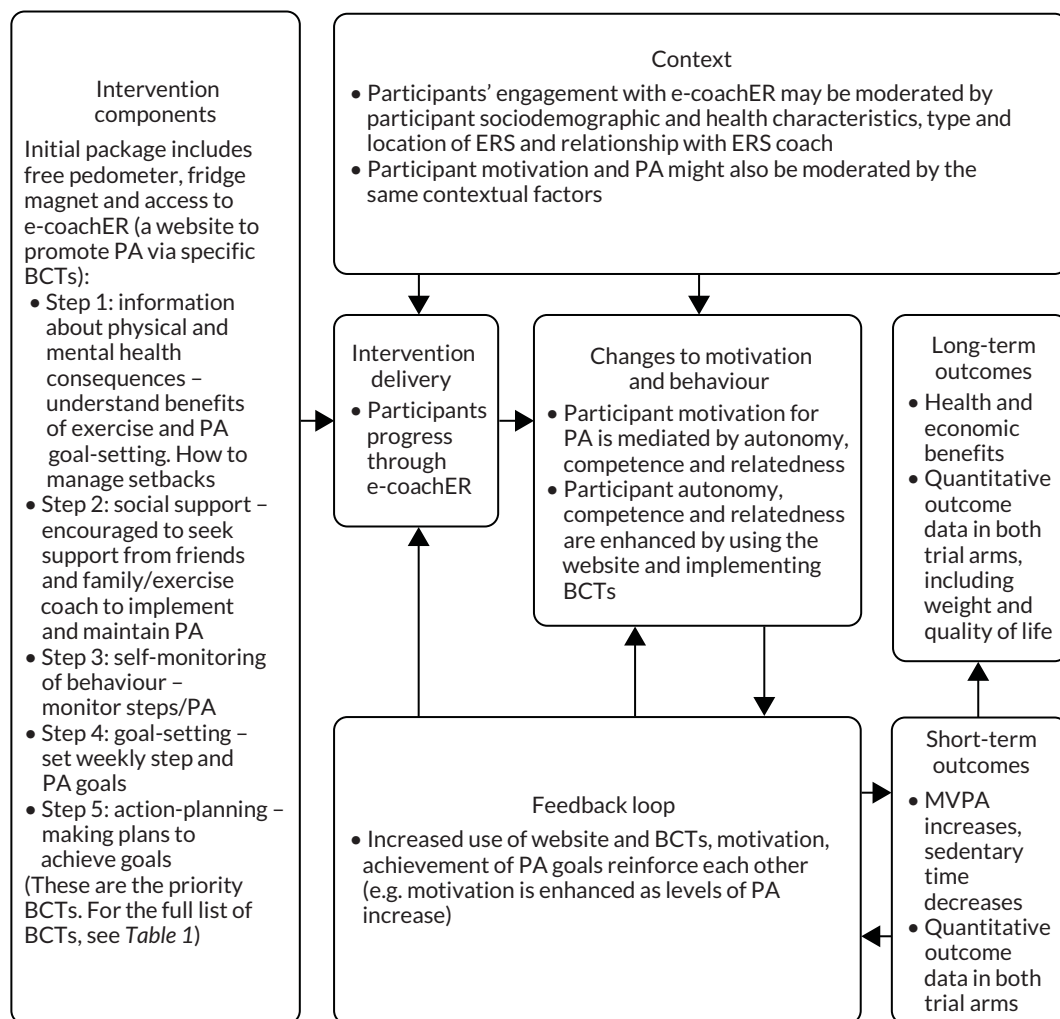 Intervention
components
Initial package includes
free pedometer, fridge
magnet and access to
e-coachER (a website to
promote PA via specific
BCTs):
• Step 1: information
about physical and
mental health
consequences –
understand benefits
of exercise and PA
goal-setting. How to
manage setbacks
• Step 2: social support –
encouraged to seek
support from friends
and family/exercise
coach to implement
and maintain PA
• Step 3: self-monitoring
of behaviour –
monitor steps/PA
• Step 4: goal-setting –
set weekly step and
PA goals
• Step 5: action-planning –
making plans to
achieve goals
(These are the priority
BCTs. For the full list of
BCTs, see Table 1)
Context
• Participants’ engagement with e-coachER may be moderated by
participant sociodemographic and health characteristics, type and
location of ERS and relationship with ERS coach
• Participant motivation and PA might also be moderated by the
same contextual factors
Intervention
delivery
• Participants
progress
through
e-coachER
Changes to motivation
and behaviour
• Participant motivation for
PA is mediated by autonomy,
competence and relatedness
• Participant autonomy,
competence and relatedness
are enhanced by using the
website and implementing
BCTs
Long-term
outcomes
• Health and
economic
benefits
• Quantitative
outcome
data in both
trial arms,
including
weight and
quality of life
Feedback loop
• Increased use of website and BCTs, motivation,
achievement of PA goals reinforce each other
(e.g. motivation is enhanced as levels of PA
increase)
Short-term
outcomes
• MVPA
increases,
sedentary
time
decreases
• Quantitative
outcome
data in both
trial arms